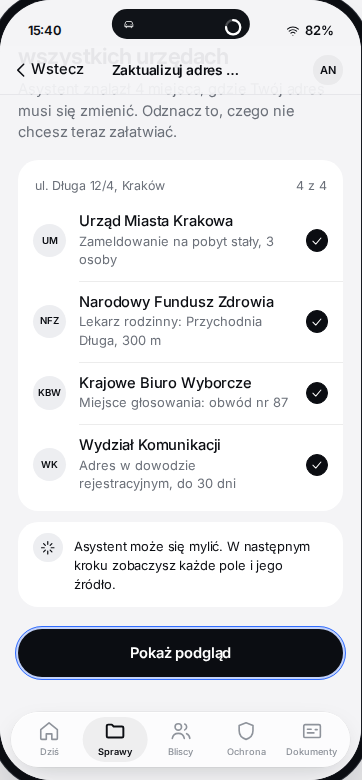 15:40
82%
wszystkich urzędach
Wstecz
Zaktualizuj adres ...
AN
Asystent znalazł 4 miejsca, gdzie Twój adres
musi się zmienić. Odznacz to, czego nie
chcesz teraz załatwiać.
ul. Długa 12/4, Kraków
4 z 4
UM
Urząd Miasta Krakowa
Zameldowanie na pobyt stały, 3
osoby
NFZ
Narodowy Fundusz Zdrowia
Lekarz rodzinny: Przychodnia
Długa, 300 m
KBW
Krajowe Biuro Wyborcze
Miejsce głosowania: obwód nr 87
WK
Wydział Komunikacji
Adres w dowodzie
rejestracyjnym, do 30 dni
Asystent może się mylić. W następnym
kroku zobaczysz każde pole i jego
źródło.
Pokaż podgląd
Dziś
Sprawy
Bliscy
Ochrona
Dokumenty